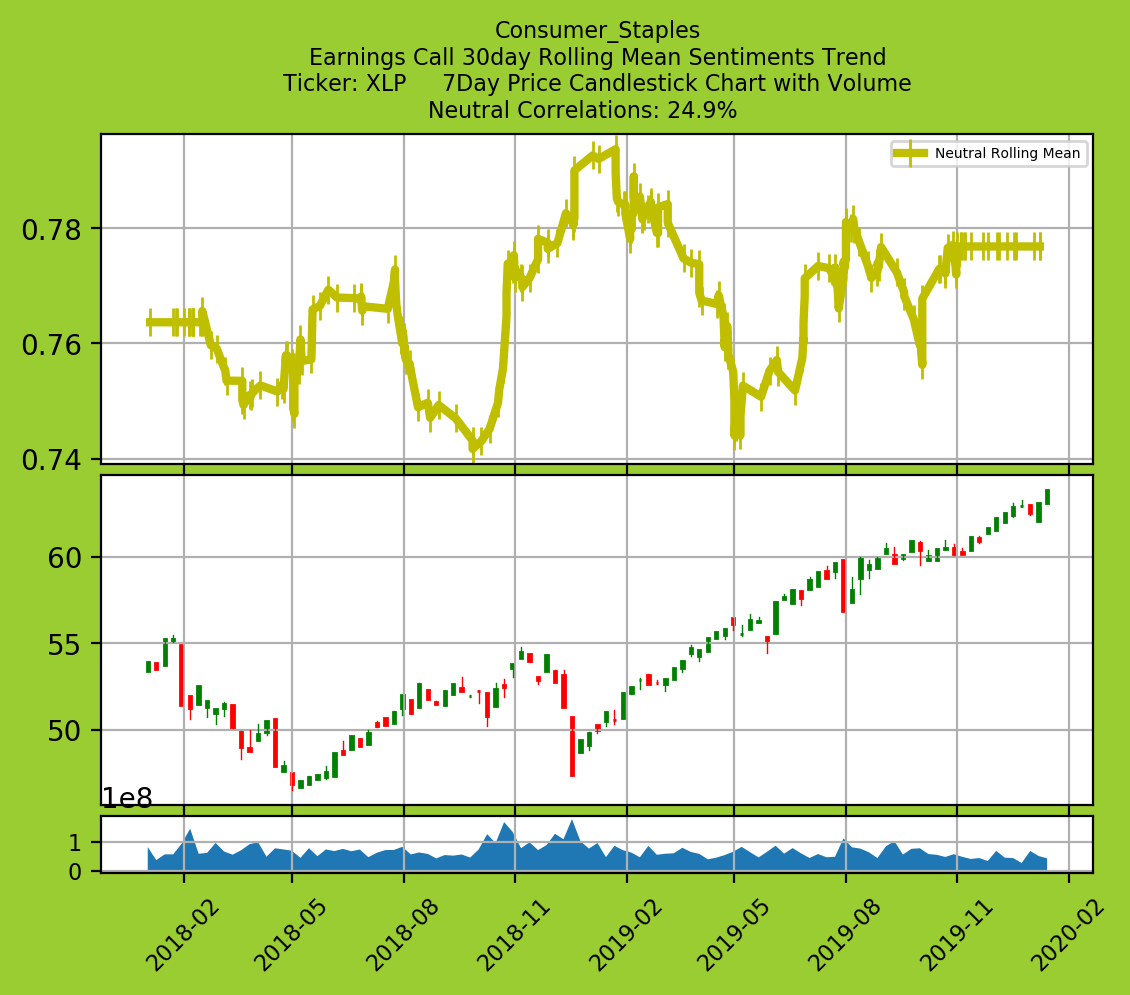 Consumer_Staples
Earnings Call 30day Rolling Mean Sentiments Trend
Ticker: XLP     7Day Price Candlestick Chart with Volume
Neutral Correlations: 24.9%
Neutral Rolling Mean
0.78
0.76
0.74
60
55
50
1e8
1
0
2018-02
2018-05
2018-08
2018-11
2019-02
2019-05
2019-08
2019-11
2020-02